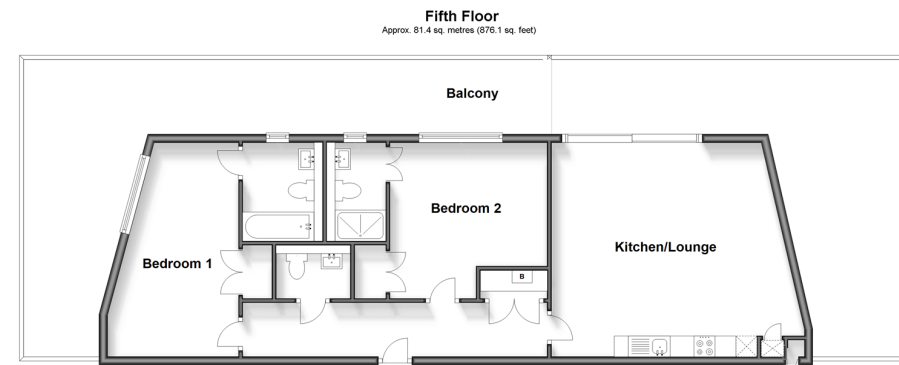 Fifth Floor
Approx. 81.4 sq. metres (876.1 sq. feet)
Balcony
Bedroom 2
Kitchen/Lounge
Bedroom 1
B